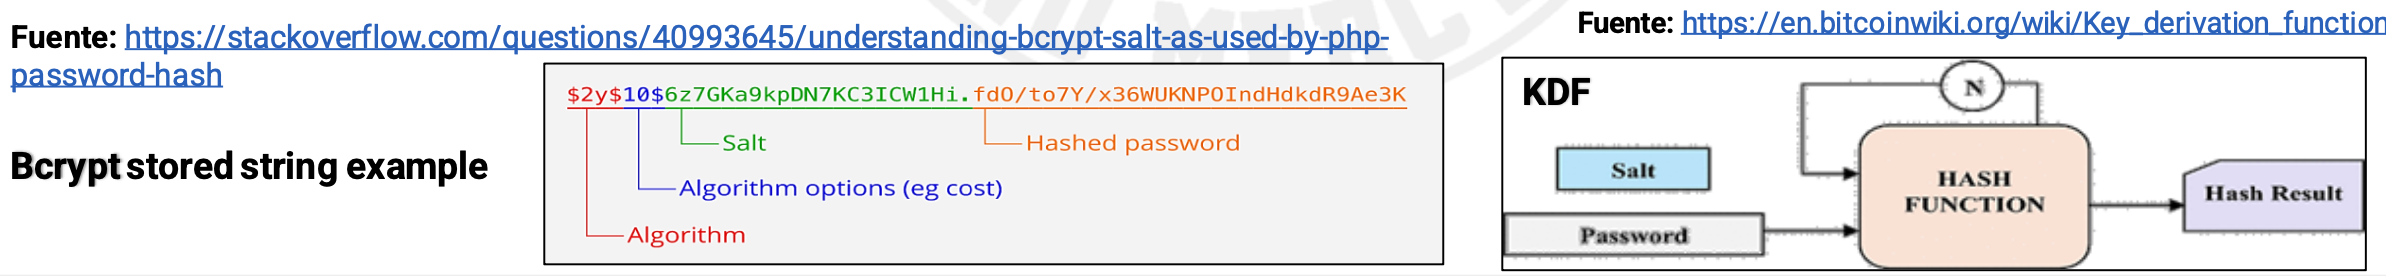 Fuente: https://stackoverflow.com/questions/40993645/understanding-bcrypt-salt-as-used-by-php-
password-hash
Bcrypt stored string example
$2y$10$6z7GKa9kpDN7KC3ICW1Hi.fdO/to7Y/x36WUKNPOIndHdkdR9Ae3K
Salt
Hashed password
Algorithm options (eg cost)
Algorithm
Fuente: https://en.bitcoinwiki.org/wiki/Key_derivation_function
KDF
N
Salt
Password
HASH
FUNCTION
Hash Result